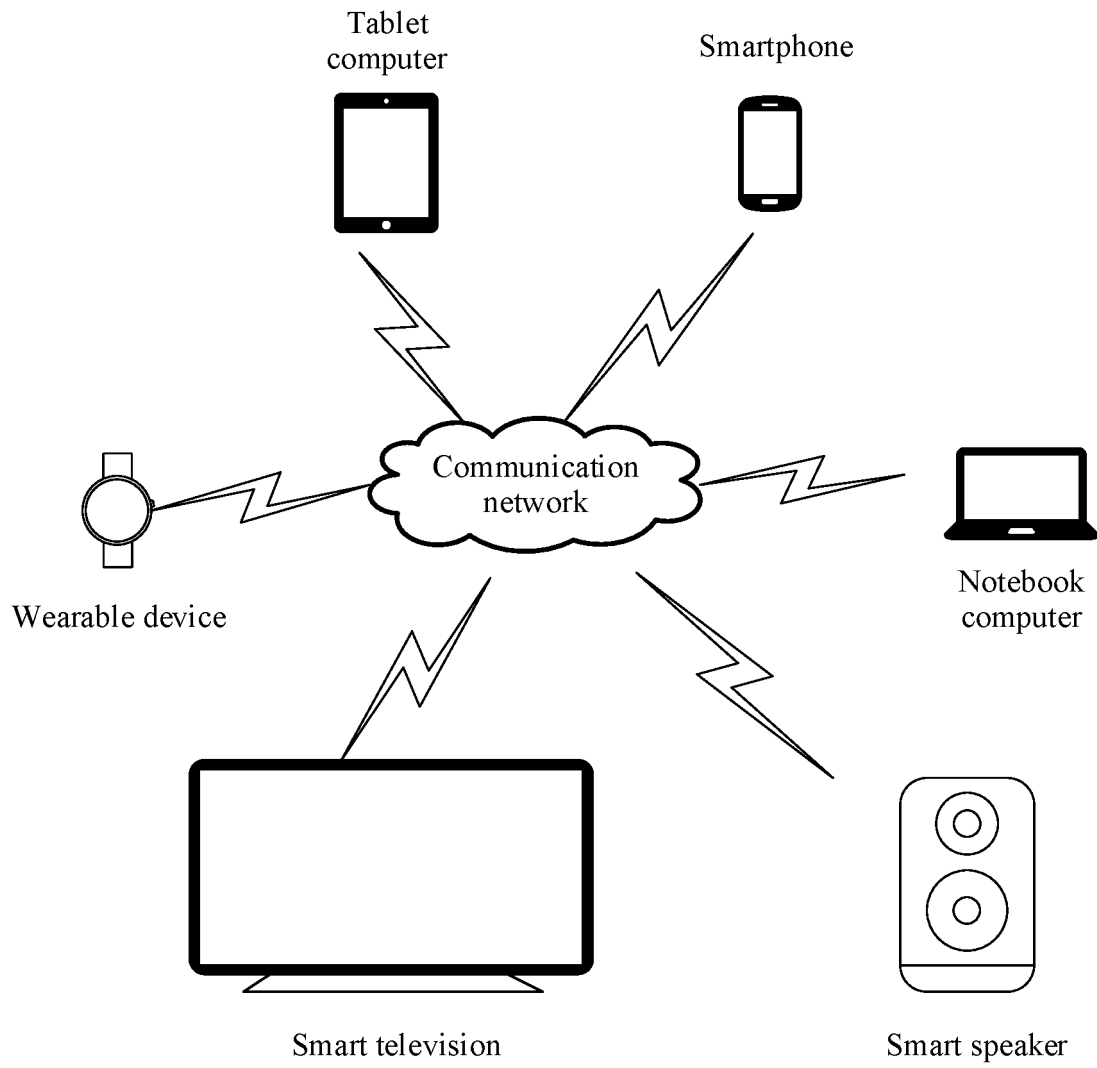 Tablet
computer
Smartphone
Communication
network
Wearable device
Notebook
computer
Smart television
Smart speaker